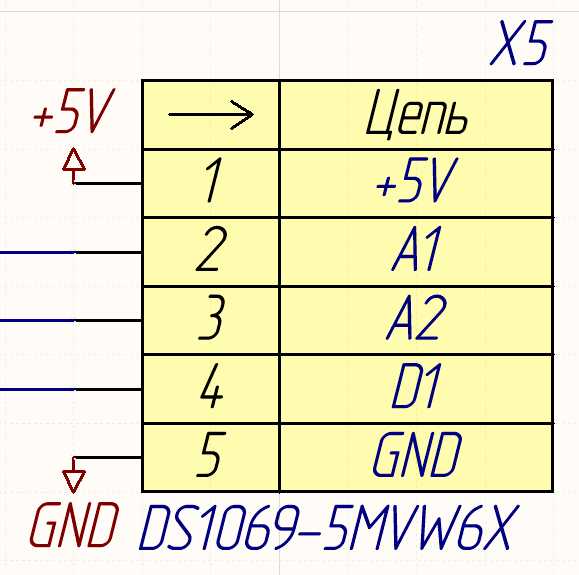 X5
+5V
Цепь
1 +5V
2 A1
3 A2
4 D1
5 GND
GND DS1069-5MVW6X